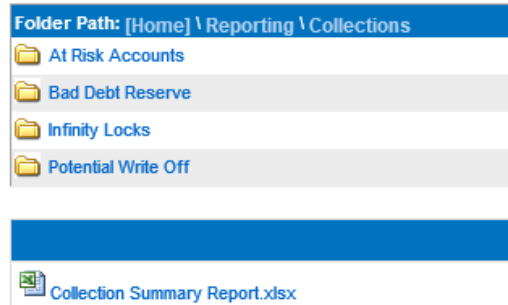 Folder Path: [Home] \ Reporting \ Collections
At Risk Accounts
Bad Debt Reserve
Infinity Locks
Potential Write Off
Collection Summary Report.xlsx